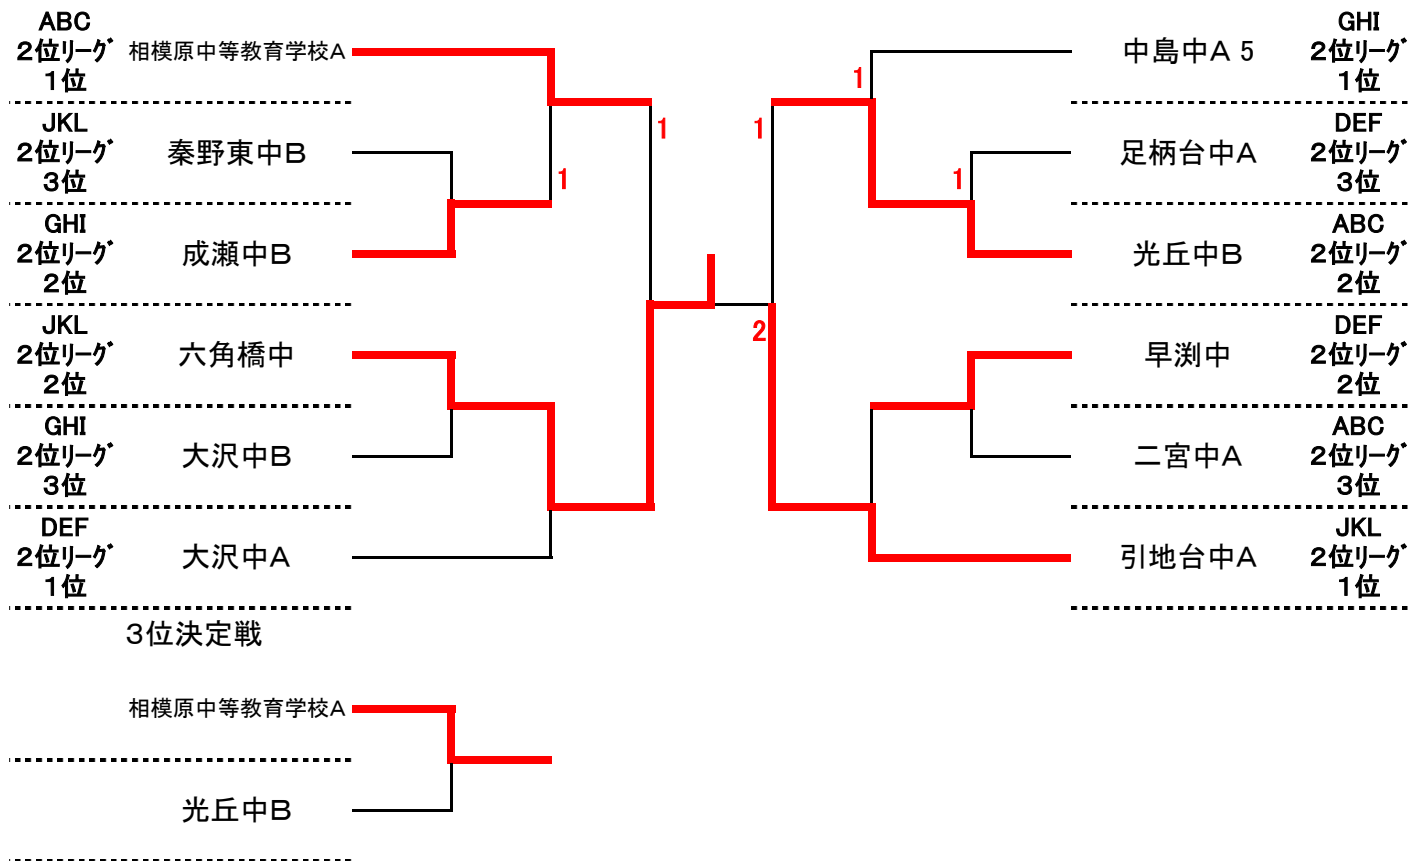 ABC
２位ﾘｰｸﾞ
１位
相模原中等教育学校Ａ
JKL
２位ﾘｰｸﾞ
３位
秦野東中Ｂ
GHI
２位ﾘｰｸﾞ
２位
成瀬中Ｂ
JKL
２位ﾘｰｸﾞ
２位
六角橋中
GHI
２位ﾘｰｸﾞ
３位
大沢中Ｂ
DEF
２位ﾘｰｸﾞ
１位
大沢中Ａ
1
1
1
2
1
1
中島中Ａ 5
GHI
２位ﾘｰｸﾞ
１位
足柄台中Ａ
DEF
２位ﾘｰｸﾞ
３位
光丘中Ｂ
ABC
２位ﾘｰｸﾞ
２位
早渕中
DEF
２位ﾘｰｸﾞ
２位
二宮中Ａ
ABC
２位ﾘｰｸﾞ
３位
引地台中Ａ
JKL
２位ﾘｰｸﾞ
１位
３位決定戦
相模原中等教育学校Ａ
光丘中Ｂ